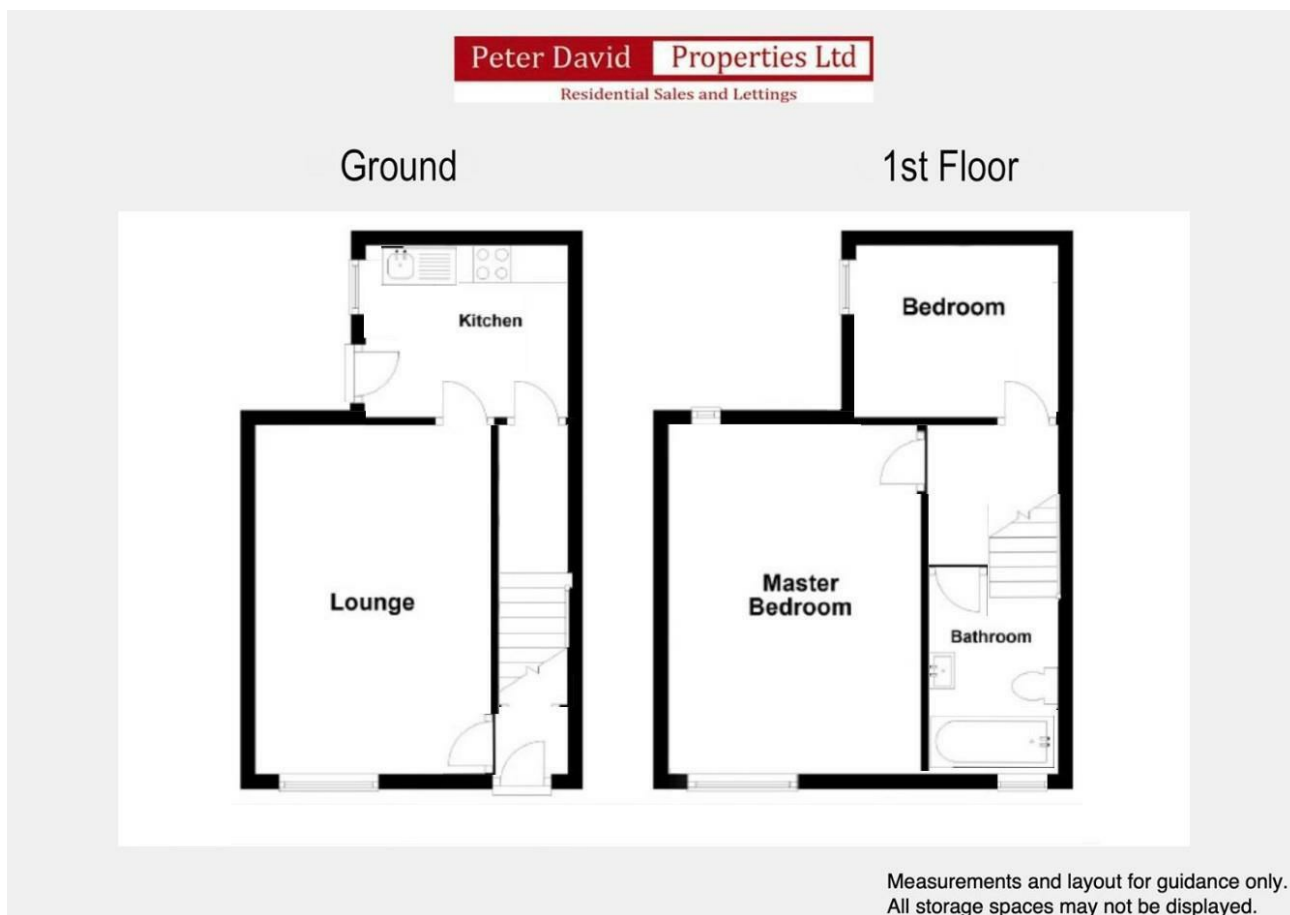 Peter David Properties Ltd
Residential Sales and Lettings
Ground
1st Floor
Kitchen
Bedroom
Lounge
Master
Bedroom
Bathroom
Measurements and layout for guidance only.
All storage spaces may not be displayed.